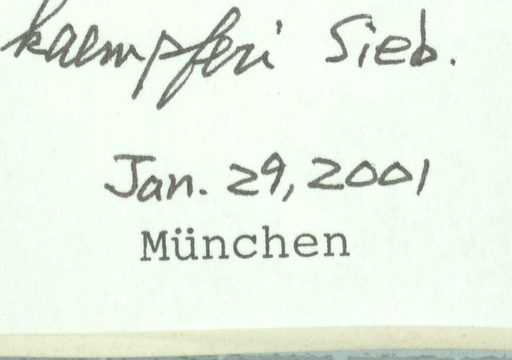 kaempferi Sieb.
Jan. 29, 2001
München